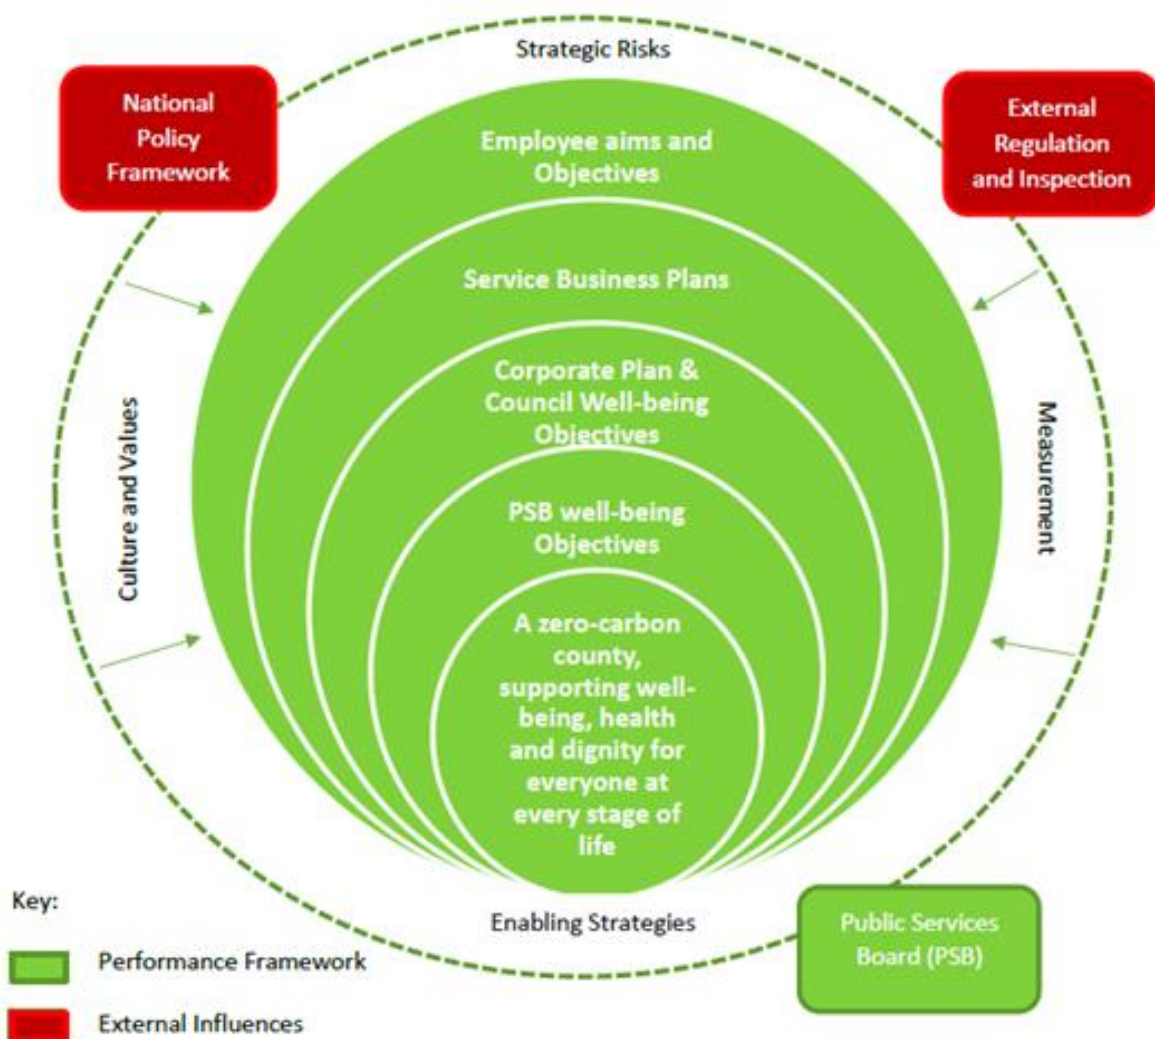 Strategic Risks
National
Policy
Framework
External
Regulation
and Inspection
Employee aims and
Objectives
Service Business Plans
Corporate Plan &
Council Well-being
Objectives
Culture and Values
Measurement
PSB well-being
Objectives
A zero-carbon
county,
supporting well-
being, health
and dignity for
everyone at
every stage of
life
Enabling Strategies
Public Services
Board (PSB)
Key:
Performance Framework
External Influences